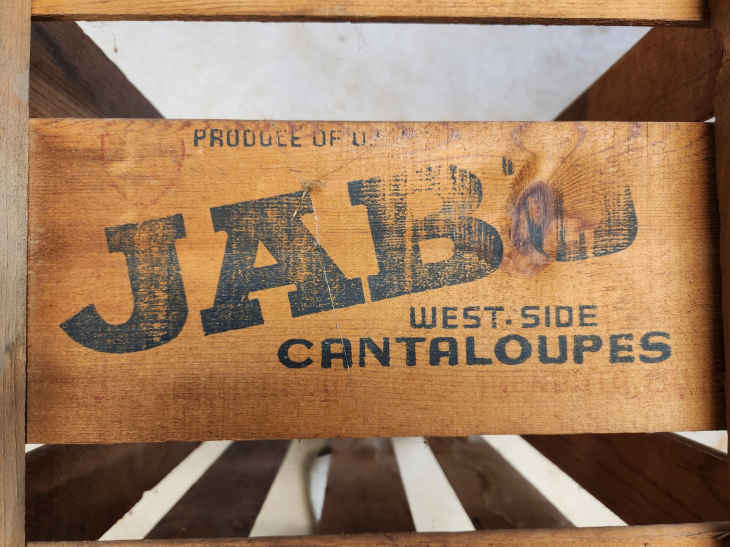 PRODUCE OF U.
JABO
WEST-SIDE
CANTALOUPES